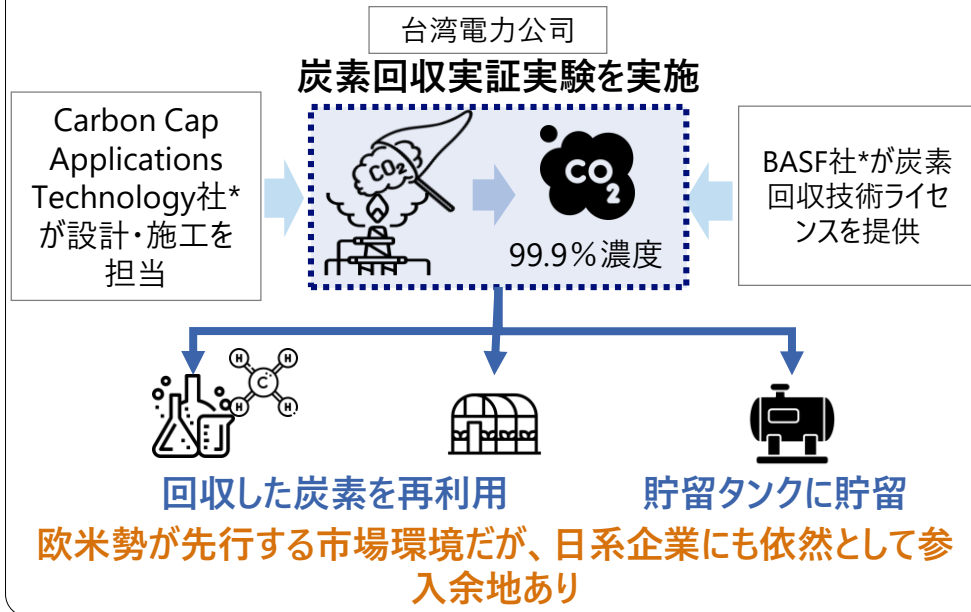 台湾電力公司
炭素回収実証実験を実施
Carbon Cap
Applications
Technology社*
が設計・施工を
担当
CO2
CO2
99.9％濃度
BASF社*が炭素
回収技術ライセ
ンスを提供
H
H
C
H
H
回収した炭素を再利用
貯留タンクに貯留
欧米勢が先行する市場環境だが、日系企業にも依然として参
入余地あり